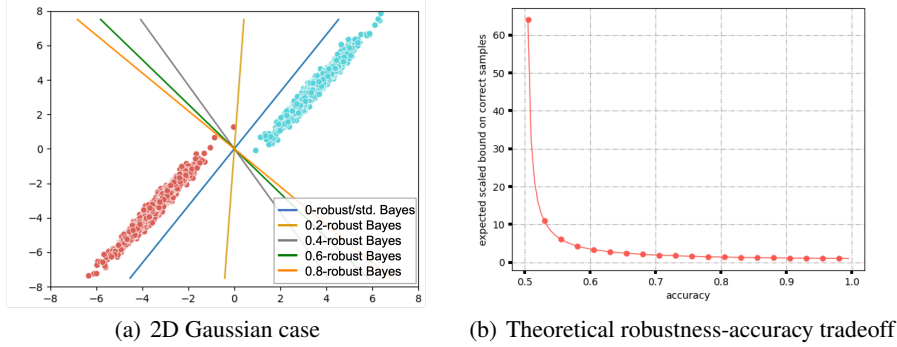 8
6
4
2
0
−2
−4
−6
−8
−8 −6 −4 −2 0 2 4 6 8
0-robust/std. Bayes
0.2-robust Bayes
0.4-robust Bayes
0.6-robust Bayes
0.8-robust Bayes
(a) 2D Gaussian case
expected scaled bound on correct samples
60
50
40
30
20
10
0
0.5 0.6 0.7 0.8 0.9 1.0
accuracy
(b) Theoretical robustness-accuracy tradeoff